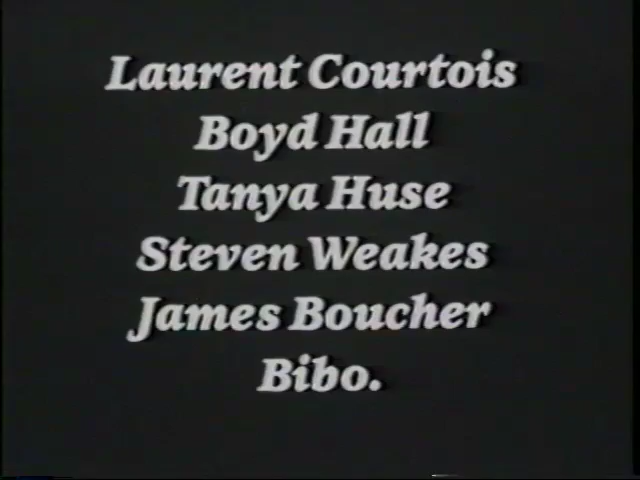 Laurent Courtois
Boyd Hall
Tanya Huse
Steven Weakes
James Boucher
Bibo.